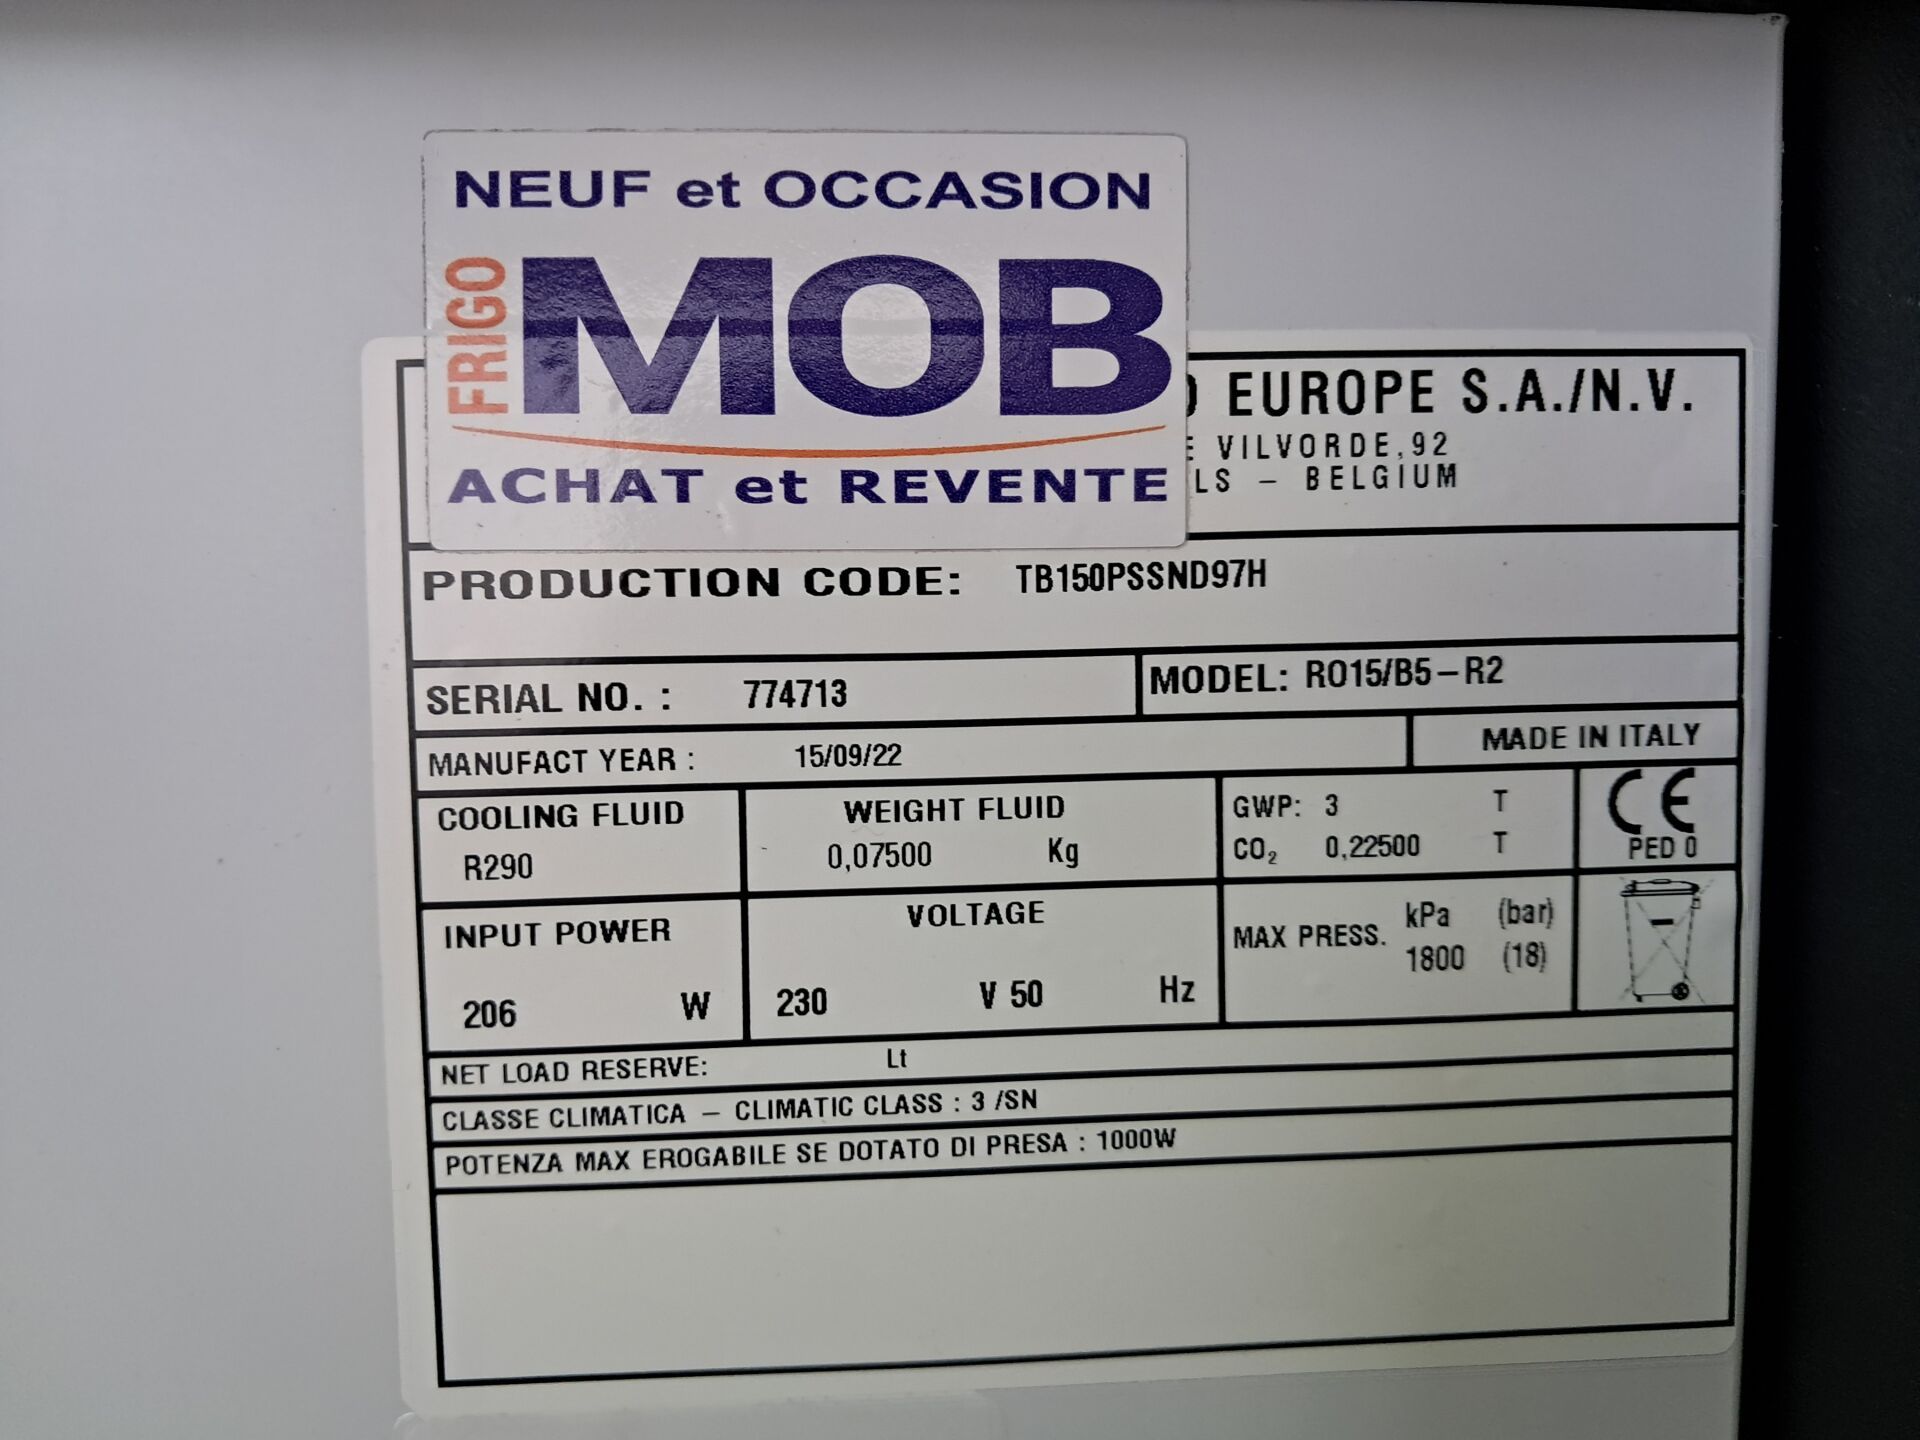 NEUF et OCCASION
FRIGO
MOB
ACHAT et REVENTE
EUROPE S.A./N.V.
VILVORDE,92
LS – BELGIUM
PRODUCTION CODE: TB150PSSND97H
SERIAL NO. : 774713
MODEL: RO15/B5–R2
MANUFACT YEAR : 15/09/22
MADE IN ITALY
COOLING FLUID
R290
WEIGHT FLUID
0,07500 Kg
GWP: 3 T
CO₂ 0,22500 T
CE
PED 0
INPUT POWER
206 W
VOLTAGE
230 V 50 Hz
MAX PRESS. kPa (bar)
1800 (18)
NET LOAD RESERVE: Lt
CLASSE CLIMATICA – CLIMATIC CLASS : 3 /SN
POTENZA MAX EROGABILE SE DOTATO DI PRESA : 1000W